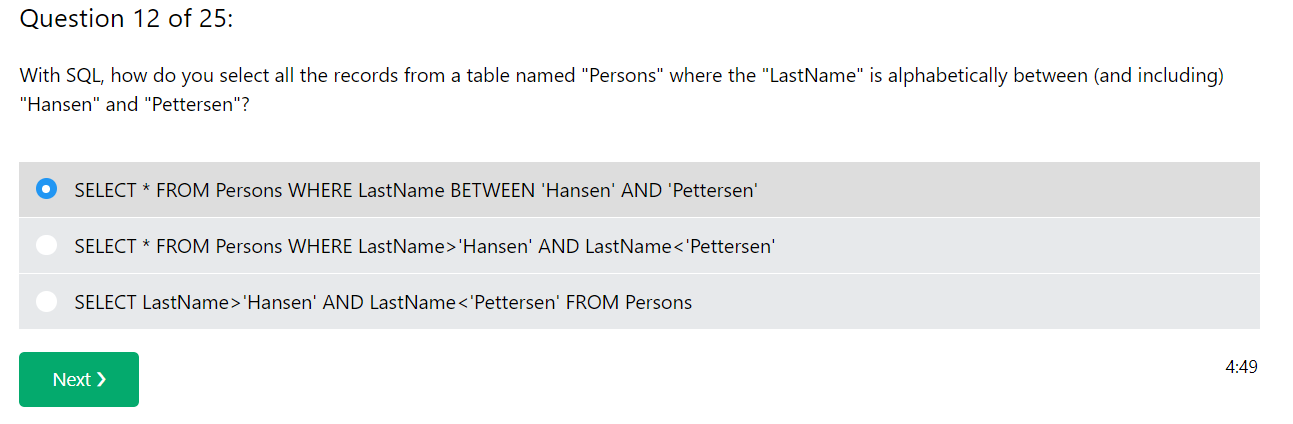 Question 12 of 25:
With SQL, how do you select all the records from a table named "Persons" where the "LastName" is alphabetically between (and including)
"Hansen" and "Pettersen"?
SELECT * FROM Persons WHERE LastName BETWEEN 'Hansen' AND 'Pettersen'
SELECT * FROM Persons WHERE LastName>'Hansen' AND LastName<'Pettersen'
SELECT LastName>'Hansen' AND LastName<'Pettersen' FROM Persons
Next ❯
4:49